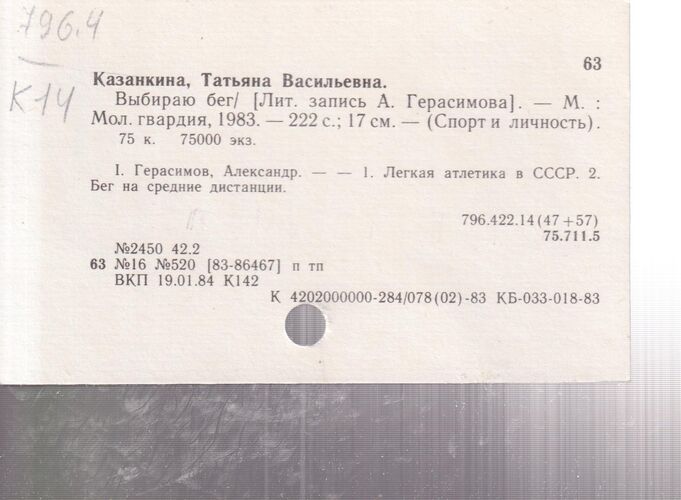 796.4
К14
63
Казанкина, Татьяна Васильевна.
Выбираю бег/ [Лит. запись А. Герасимова]. — М. :
Мол. гвардия, 1983. — 222 с.; 17 см. — (Спорт и личность).
75 к. 75000 экз.
I. Герасимов, Александр. — — 1. Легкая атлетика в СССР. 2.
Бег на средние дистанции.
796.422.14(47+57)
75.711.5
№2450 42.2
63 №16 №520 [83-86467] п тп
ВКП 19.01.84 К142
К 4202000000-284/078(02)-83 КБ-033-018-83